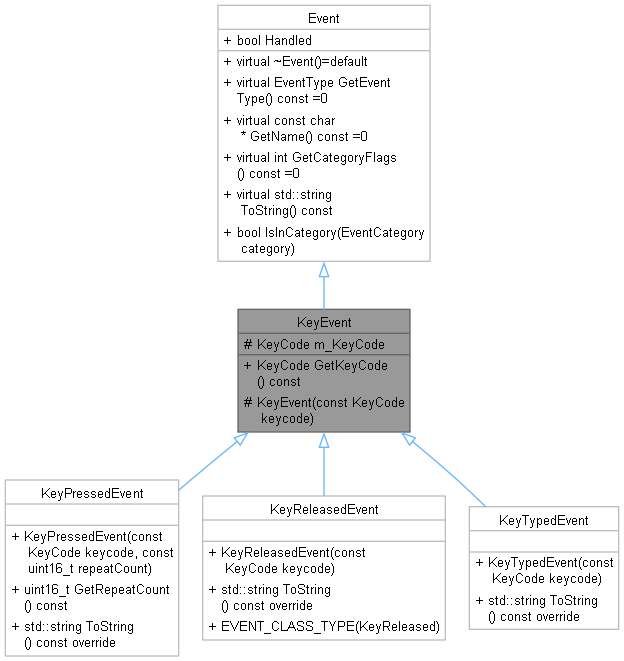 Event
+ bool Handled
+ virtual ~Event()=default
+ virtual EventType GetEvent
Type() const =0
+ virtual const char
* GetName() const =0
+ virtual int GetCategoryFlags
() const =0
+ virtual std::string
ToString() const
+ bool IsInCategory(EventCategory
category)
KeyEvent
# KeyCode m_KeyCode
+ KeyCode GetKeyCode
() const
# KeyEvent(const KeyCode
keycode)
KeyPressedEvent
+ KeyPressedEvent(const
KeyCode keycode, const
uint16_t repeatCount)
+ uint16_t GetRepeatCount
() const
+ std::string ToString
() const override
KeyReleasedEvent
+ KeyReleasedEvent(const
KeyCode keycode)
+ std::string ToString
() const override
+ EVENT_CLASS_TYPE(KeyReleased)
KeyTypedEvent
+ KeyTypedEvent(const
KeyCode keycode)
+ std::string ToString
() const override